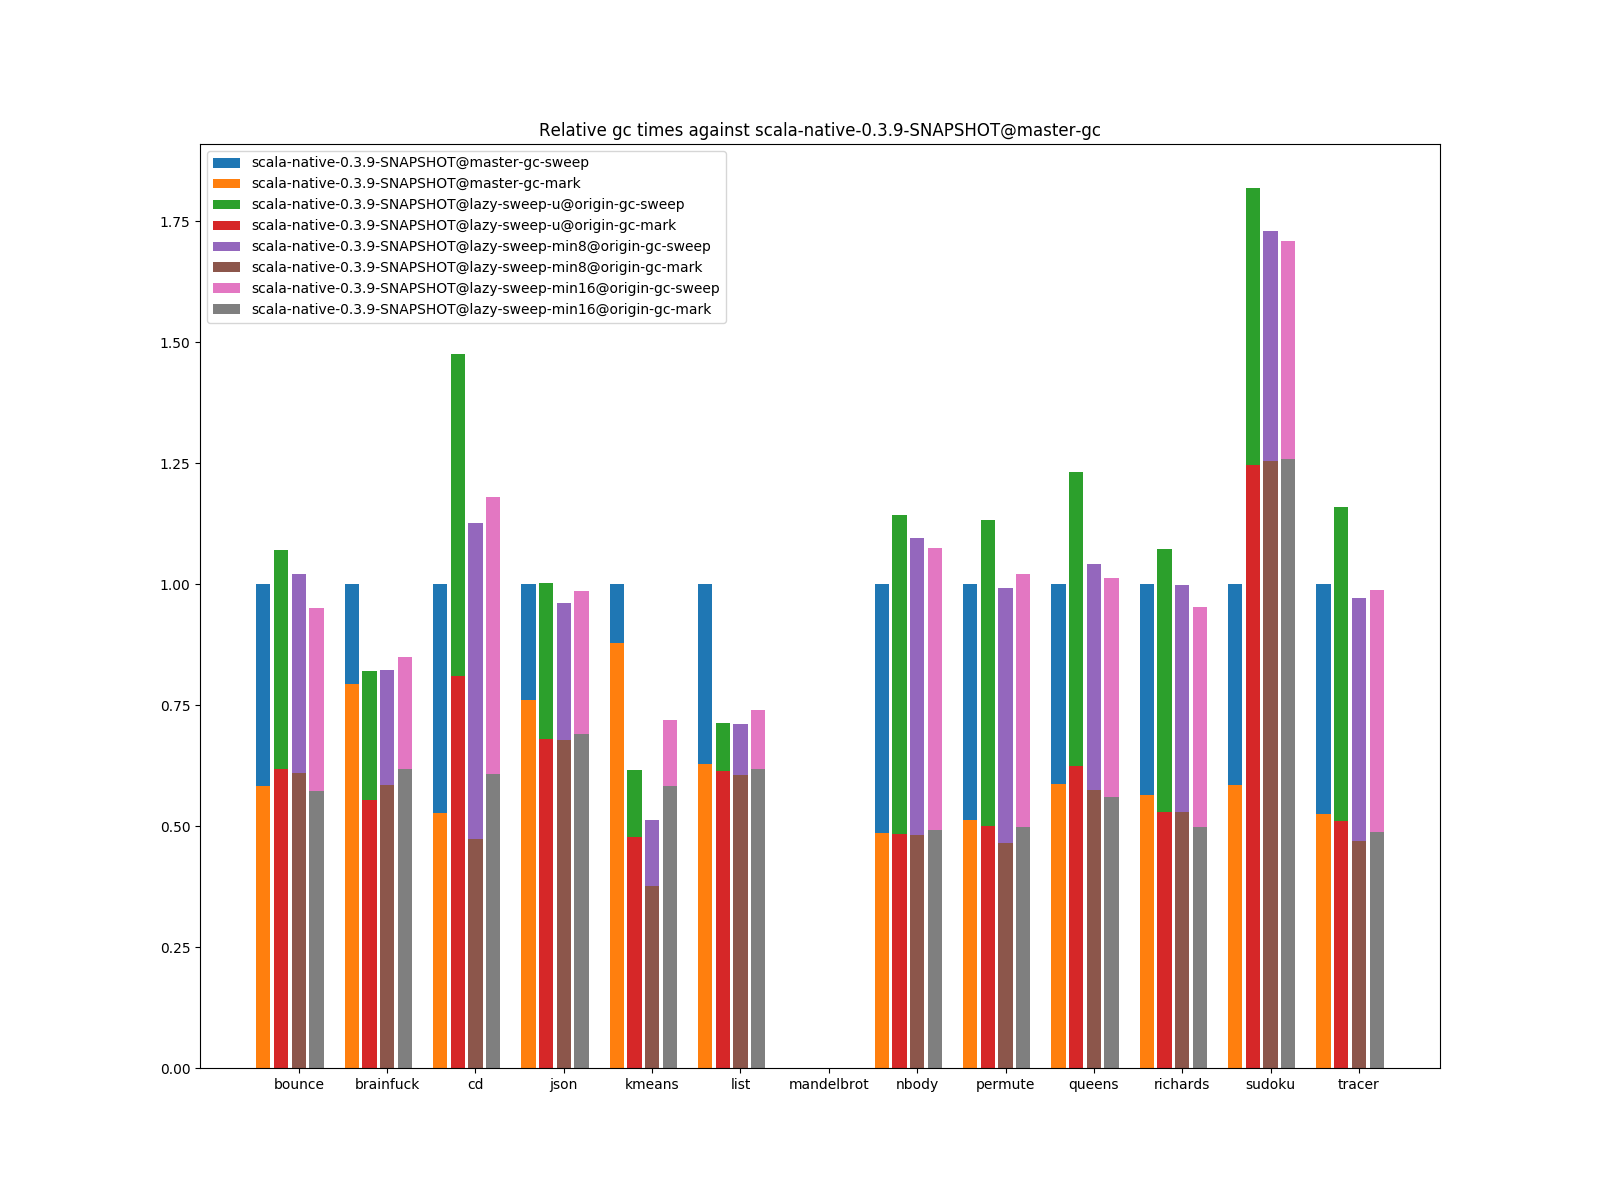 Relative gc times against scala-native-0.3.9-SNAPSHOT@master-gc
scala-native-0.3.9-SNAPSHOT@master-gc-sweep
scala-native-0.3.9-SNAPSHOT@master-gc-mark
scala-native-0.3.9-SNAPSHOT@lazy-sweep-u@origin-gc-sweep
scala-native-0.3.9-SNAPSHOT@lazy-sweep-u@origin-gc-mark
scala-native-0.3.9-SNAPSHOT@lazy-sweep-min8@origin-gc-sweep
scala-native-0.3.9-SNAPSHOT@lazy-sweep-min8@origin-gc-mark
scala-native-0.3.9-SNAPSHOT@lazy-sweep-min16@origin-gc-sweep
scala-native-0.3.9-SNAPSHOT@lazy-sweep-min16@origin-gc-mark
1.75
1.50
1.25
1.00
0.75
0.50
0.25
0.00
bounce brainfuck cd json kmeans list mandelbrot nbody permute queens richards sudoku tracer